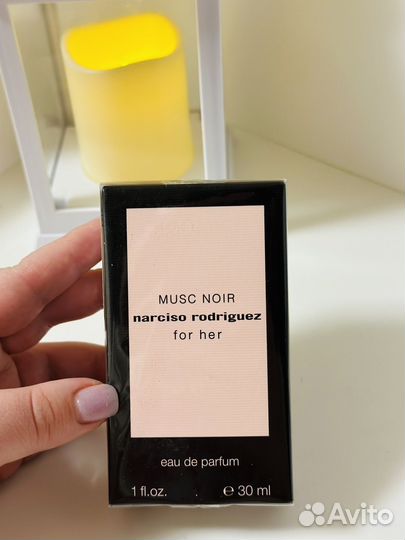 MUSC NOIR
narciso rodriguez
for her
eau de parfum
1 fl.oz. ℮ 30 ml
Avito